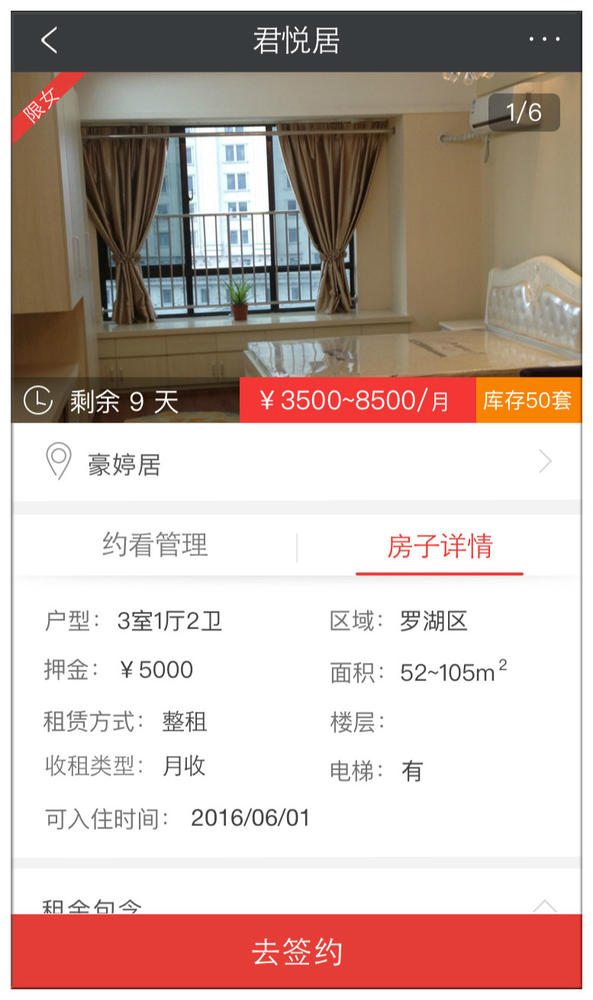 君悦居
限女
1/6
剩余 9 天
￥3500~8500/月
库存50套
豪婷居
约看管理
房子详情
户型： 3室1厅2卫
区域： 罗湖区
押金： ￥5000
面积： 52~105m²
租赁方式： 整租
楼层：
收租类型： 月收
电梯： 有
可入住时间： 2016/06/01
租金包含
去签约